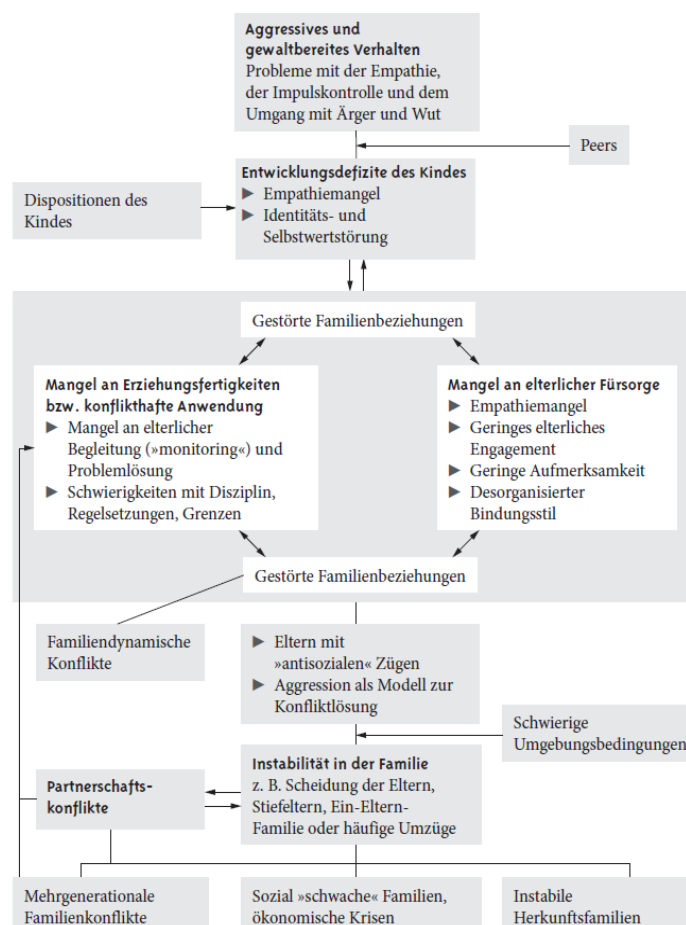 Aggressives und
gewaltbereites Verhalten
Probleme mit der Empathie,
der Impulskontrolle und dem
Umgang mit Ärger und Wut
Peers
Entwicklungsdefizite des Kindes
► Empathiemangel
► Identitäts- und
Selbstwertstörung
Dispositionen des
Kindes
Gestörte Familienbeziehungen
Mangel an Erziehungsfertigkeiten
bzw. konflikthafte Anwendung
► Mangel an elterlicher
Begleitung (»monitoring«) und
Problemlösung
► Schwierigkeiten mit Disziplin,
Regelsetzungen, Grenzen
Mangel an elterlicher Fürsorge
► Empathiemangel
► Geringes elterliches
Engagement
► Geringe Aufmerksamkeit
► Desorganisierter
Bindungsstil
Gestörte Familienbeziehungen
Familiendynamische
Konflikte
► Eltern mit
»antisozialen« Zügen
► Aggression als Modell zur
Konfliktlösung
Schwierige
Umgebungsbedingungen
Instabilität in der Familie
z. B. Scheidung der Eltern,
Stiefeltern, Ein-Eltern-
Familie oder häufige Umzüge
Partnerschafts-
konflikte
Mehrgenerationale
Familienkonflikte
Sozial »schwache« Familien,
ökonomische Krisen
Instabile
Herkunftsfamilien